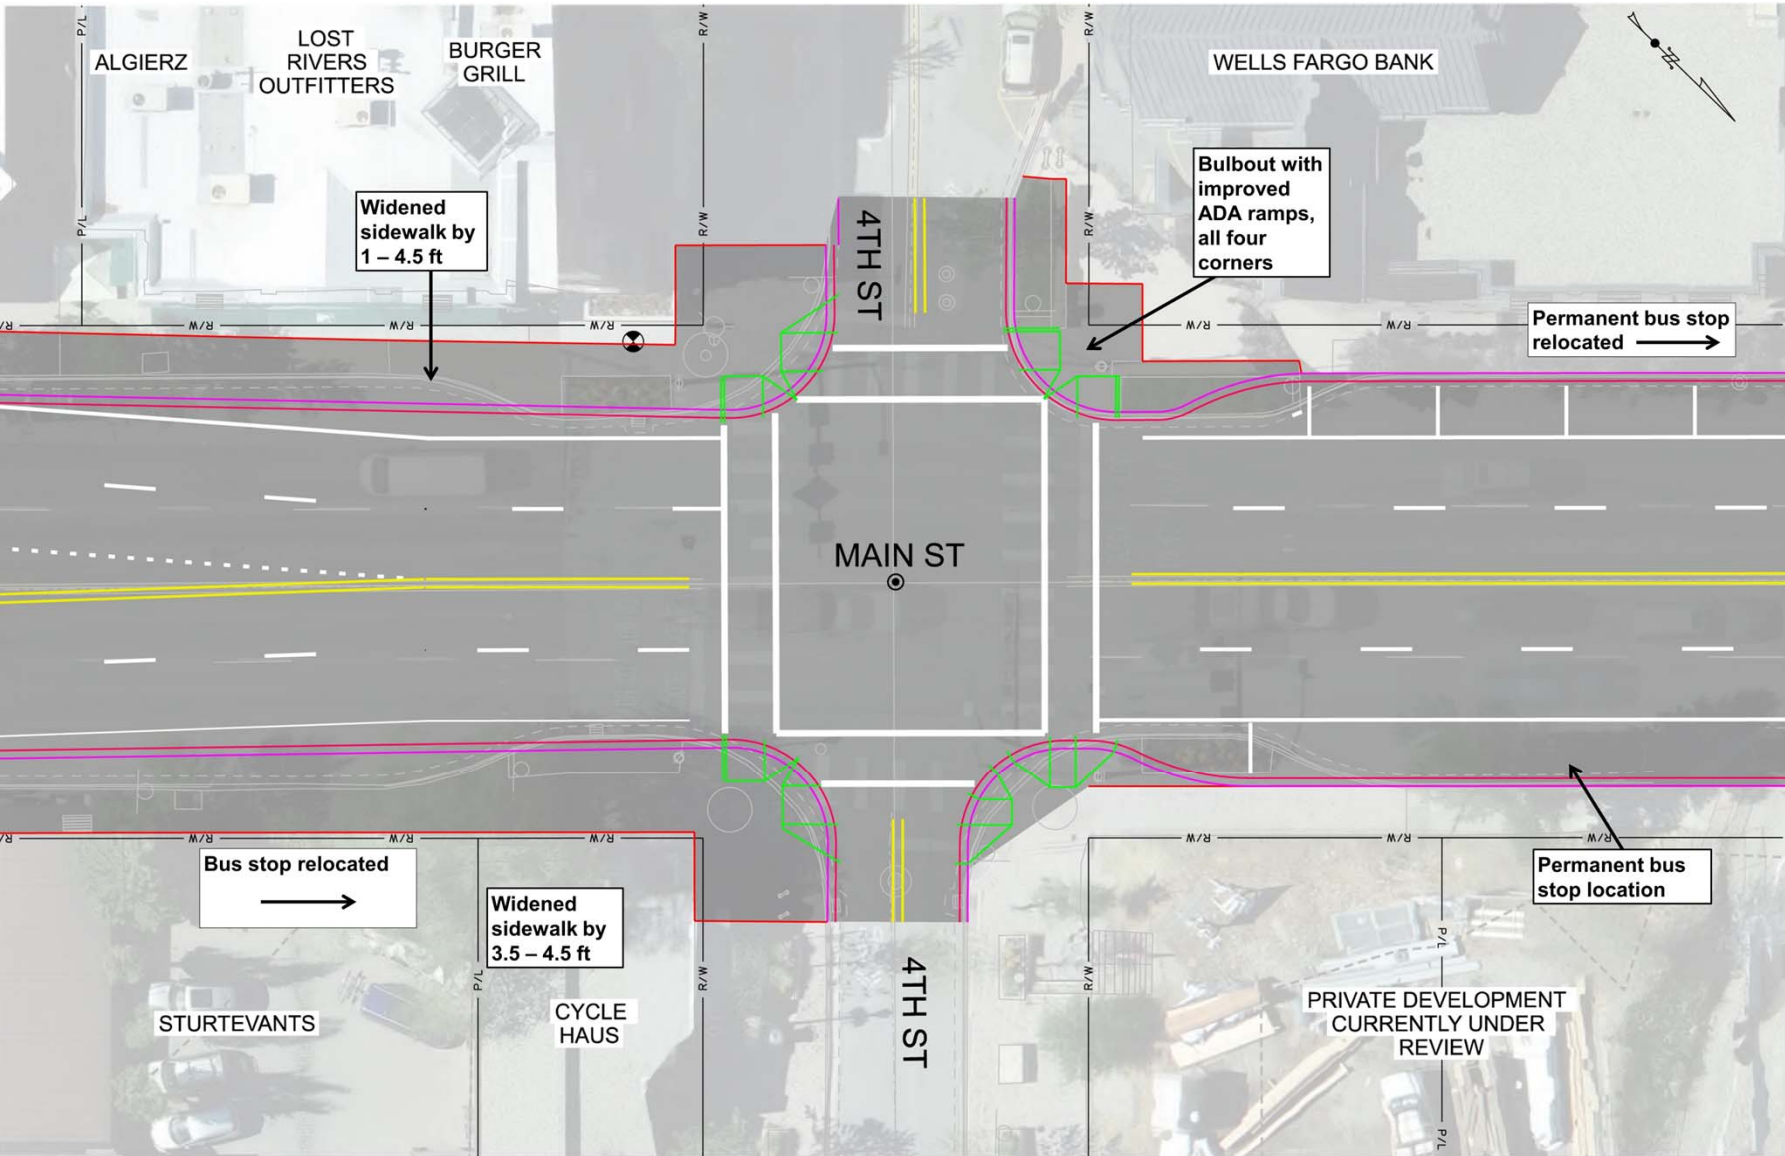 ALGIERZ
LOST
RIVERS
OUTFITTERS
BURGER
GRILL
WELLS FARGO BANK
P/L
P/L
R/W
R/W
R/W
R/W
Widened
sidewalk by
1 – 4.5 ft
4TH ST
Bulbout with
improved
ADA ramps,
all four
corners
Permanent bus stop
relocated
R/W
R/W
R/W
R/W
R/W
R/W
MAIN ST
R/W
R/W
R/W
R/W
R/W
R/W
R/W
Bus stop relocated
Widened
sidewalk by
3.5 – 4.5 ft
Permanent bus
stop location
P/L
R/W
R/W
P/L
P/L
4TH ST
STURTEVANTS
CYCLE
HAUS
PRIVATE DEVELOPMENT
CURRENTLY UNDER
REVIEW